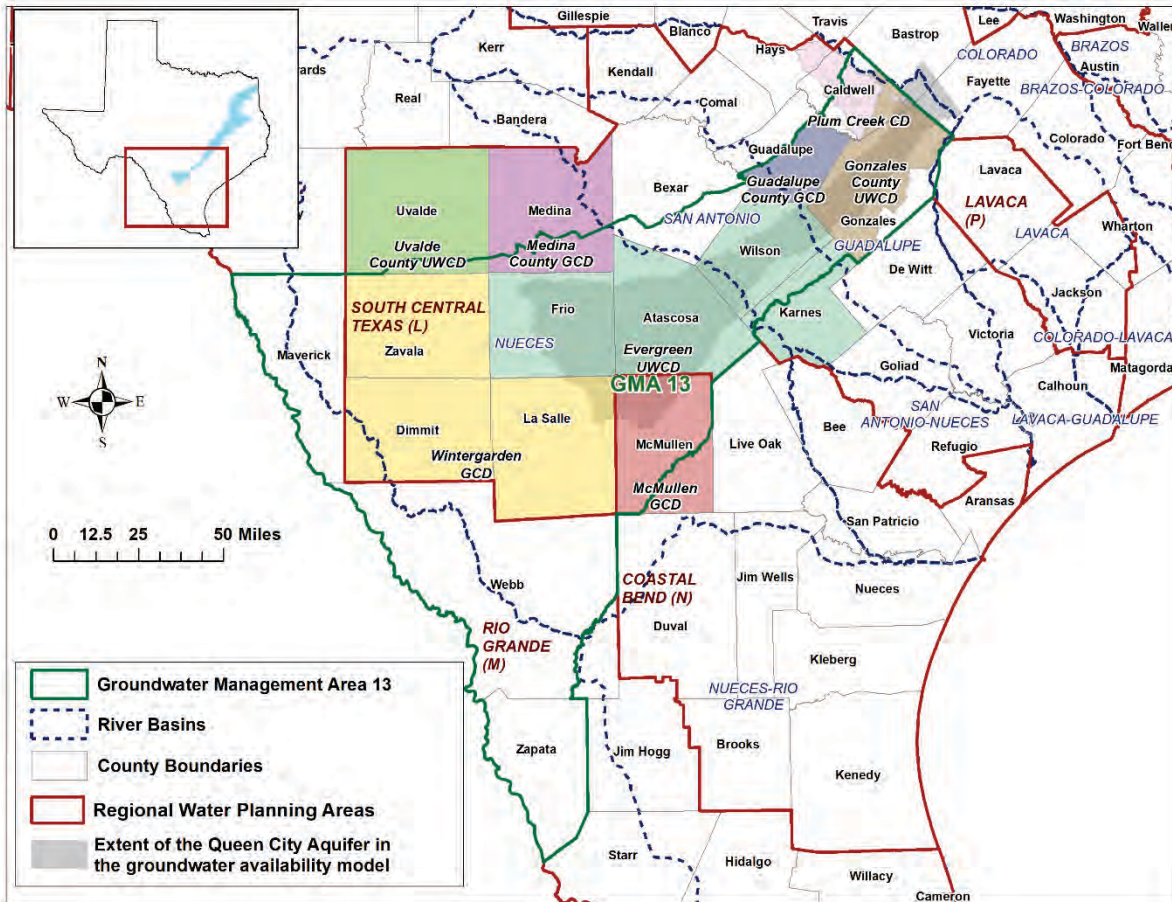 Gillespie
Travis
Lee
Washington
Waller
Blanco
Bastrop
Kerr
Hays
COLORADO
BRAZOS
Austin
Kendall
Fayette
BRAZOS-COLORADO
Real
Caldwell
Comal
Bandera
Plum Creek CD
Colorado
Fort Bend
Guadalupe
Guadalupe
County GCD
Gonzales
County
UWCD
Gonzales
Lavaca
Bexar
LAVACA
(P)
Uvalde
Uvalde
County UWCD
Medina
Medina
County GCD
SAN ANTONIO
Wilson
GUADALUPE
LAVACA
Wharton
De Witt
SOUTH CENTRAL
TEXAS (L)
Frio
Atascosa
Karnes
Jackson
Maverick
Zavala
NUECES
Evergreen
UWCD
GMA 13
Victoria
COLORADO-LAVACA
Goliad
Matagorda
Calhoun
N
W E
S
La Salle
Dimmit
Wintergarden
GCD
McMullen
McMullen
GCD
Live Oak
Bee
SAN
ANTONIO-NUECES
LAVACA-GUADALUPE
Refugio
Aransas
San Patricio
0 12.5 25 50 Miles
Webb
COASTAL
BEND (N)
Jim Wells
Nueces
Duval
RIO
GRANDE
(M)
Kleberg
NUECES-RIO
GRANDE
Zapata
Jim Hogg
Brooks
Kenedy
Starr
Hidalgo
Willacy
Cameron
Groundwater Management Area 13
River Basins
County Boundaries
Regional Water Planning Areas
Extent of the Queen City Aquifer in
the groundwater availability model